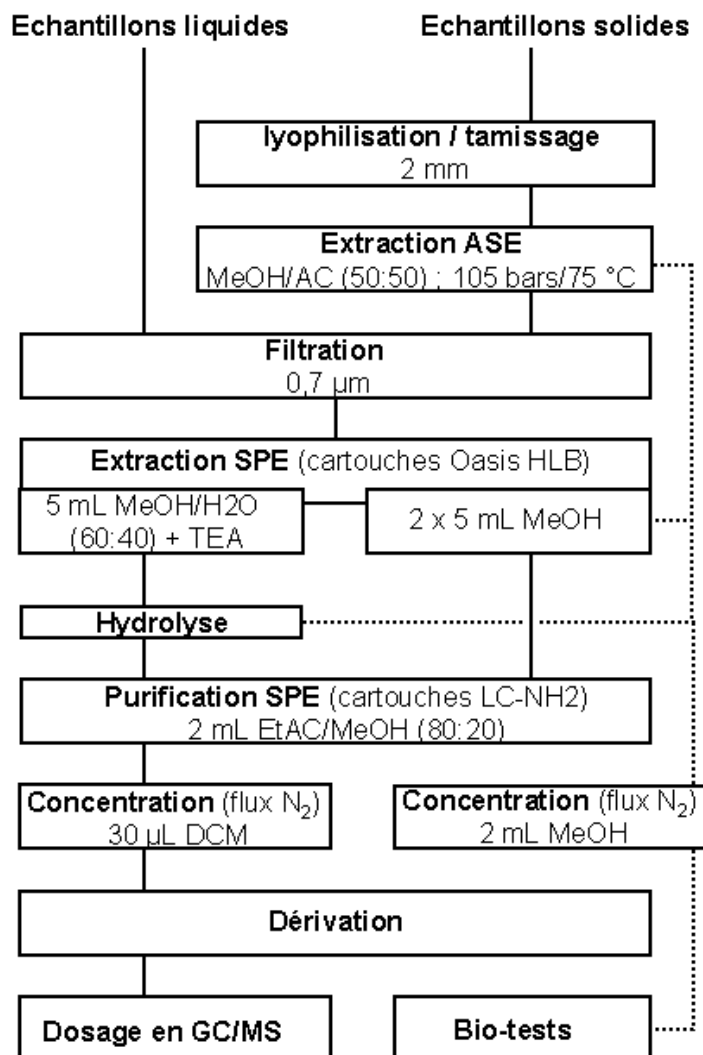 Echantillons liquides
Echantillons solides
lyophilisation / tamissage
2 mm
Extraction ASE
MeOH/AC (50:50) ; 105 bars/75 °C
Filtration
0,7 µm
Extraction SPE (cartouches Oasis HLB)
5 mL MeOH/H2O
(60:40) + TEA
2 x 5 mL MeOH
Hydrolyse
Purification SPE (cartouches LC-NH2)
2 mL EtAC/MeOH (80:20)
Concentration (flux N₂)
30 µL DCM
Concentration (flux N₂)
2 mL MeOH
Dérivation
Dosage en GC/MS
Bio-tests